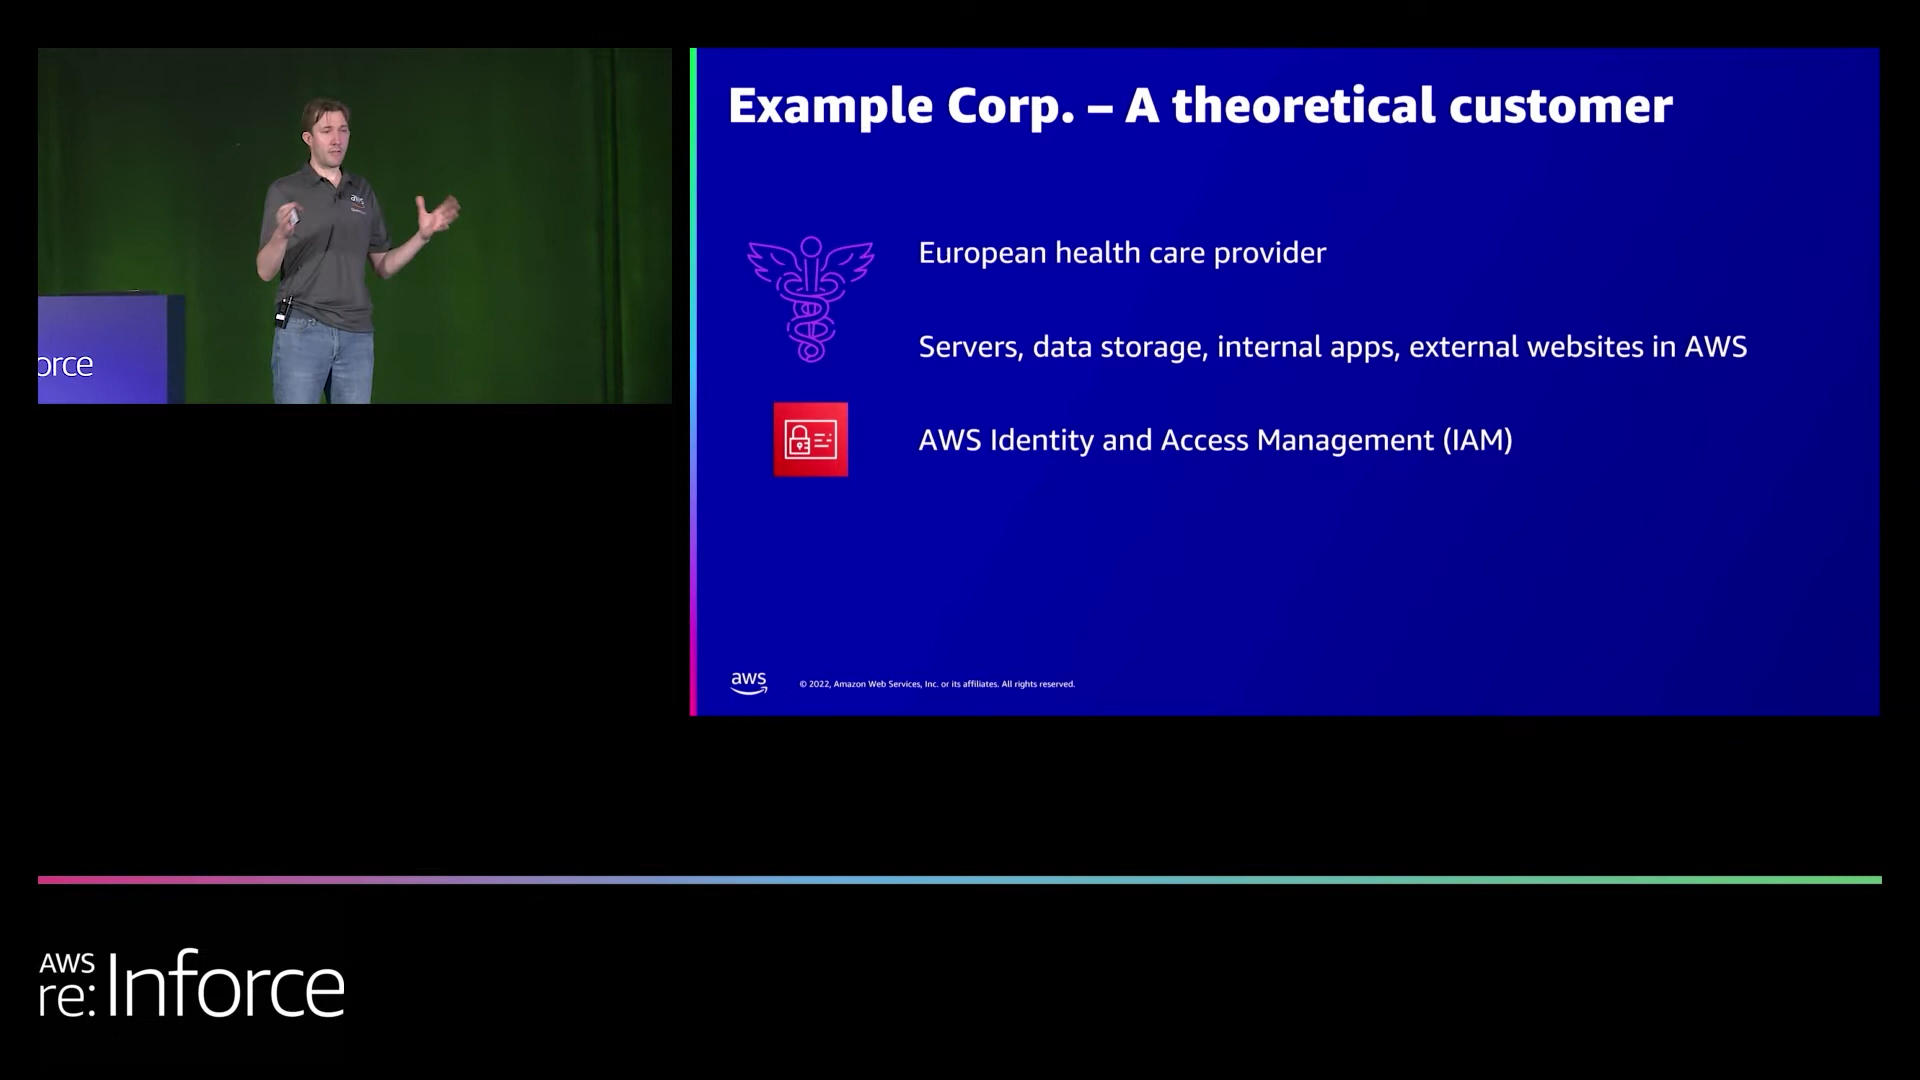 Example Corp. – A theoretical customer
European health care provider
Servers, data storage, internal apps, external websites in AWS
AWS Identity and Access Management (IAM)
aws
© 2022, Amazon Web Services, Inc. or its affiliates. All rights reserved.
aws
orce
AWS
re:Inforce